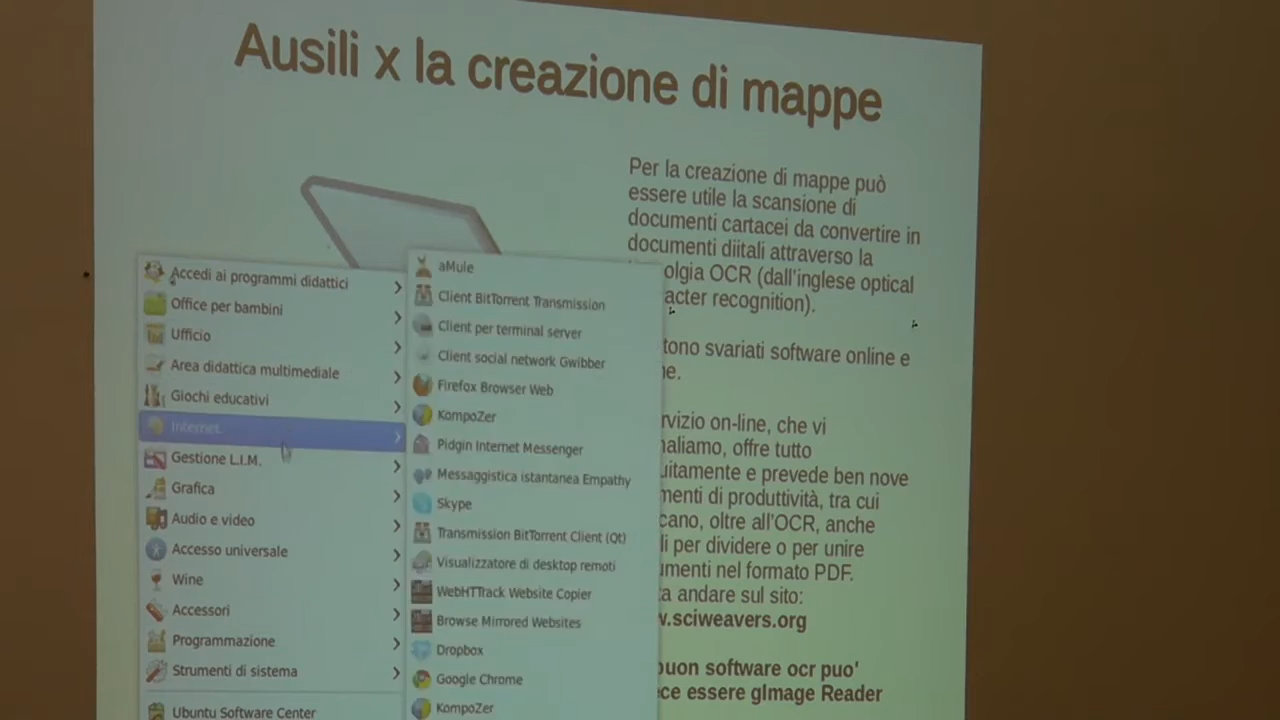 Ausili x la creazione di mappe
Per la creazione di mappe può
essere utile la scansione di
documenti cartacei da convertire in
documenti diitali attraverso la
olgia OCR (dall'inglese optical
acter recognition).
tono svariati software online e
ne.
rvizio on-line, che vi
naliamo, offre tutto
uitamente e prevede ben nove
menti di produttività, tra cui
cano, oltre all'OCR, anche
li per dividere o per unire
umenti nel formato PDF.
ta andare sul sito:
w.sciweavers.org
buon software ocr puo'
ece essere gImage Reader
Accedi ai programmi didattici
Office per bambini
Ufficio
Area didattica multimediale
Giochi educativi
Internet
Gestione L.I.M.
Grafica
Audio e video
Accesso universale
Wine
Accessori
Programmazione
Strumenti di sistema
Ubuntu Software Center
aMule
Client BitTorrent Transmission
Client per terminal server
Client social network Gwibber
Firefox Browser Web
KompoZer
Pidgin Internet Messenger
Messaggistica istantanea Empathy
Skype
Transmission BitTorrent Client (Qt)
Visualizzatore di desktop remoti
WebHTTrack Website Copier
Browse Mirrored Websites
Dropbox
Google Chrome
KompoZer